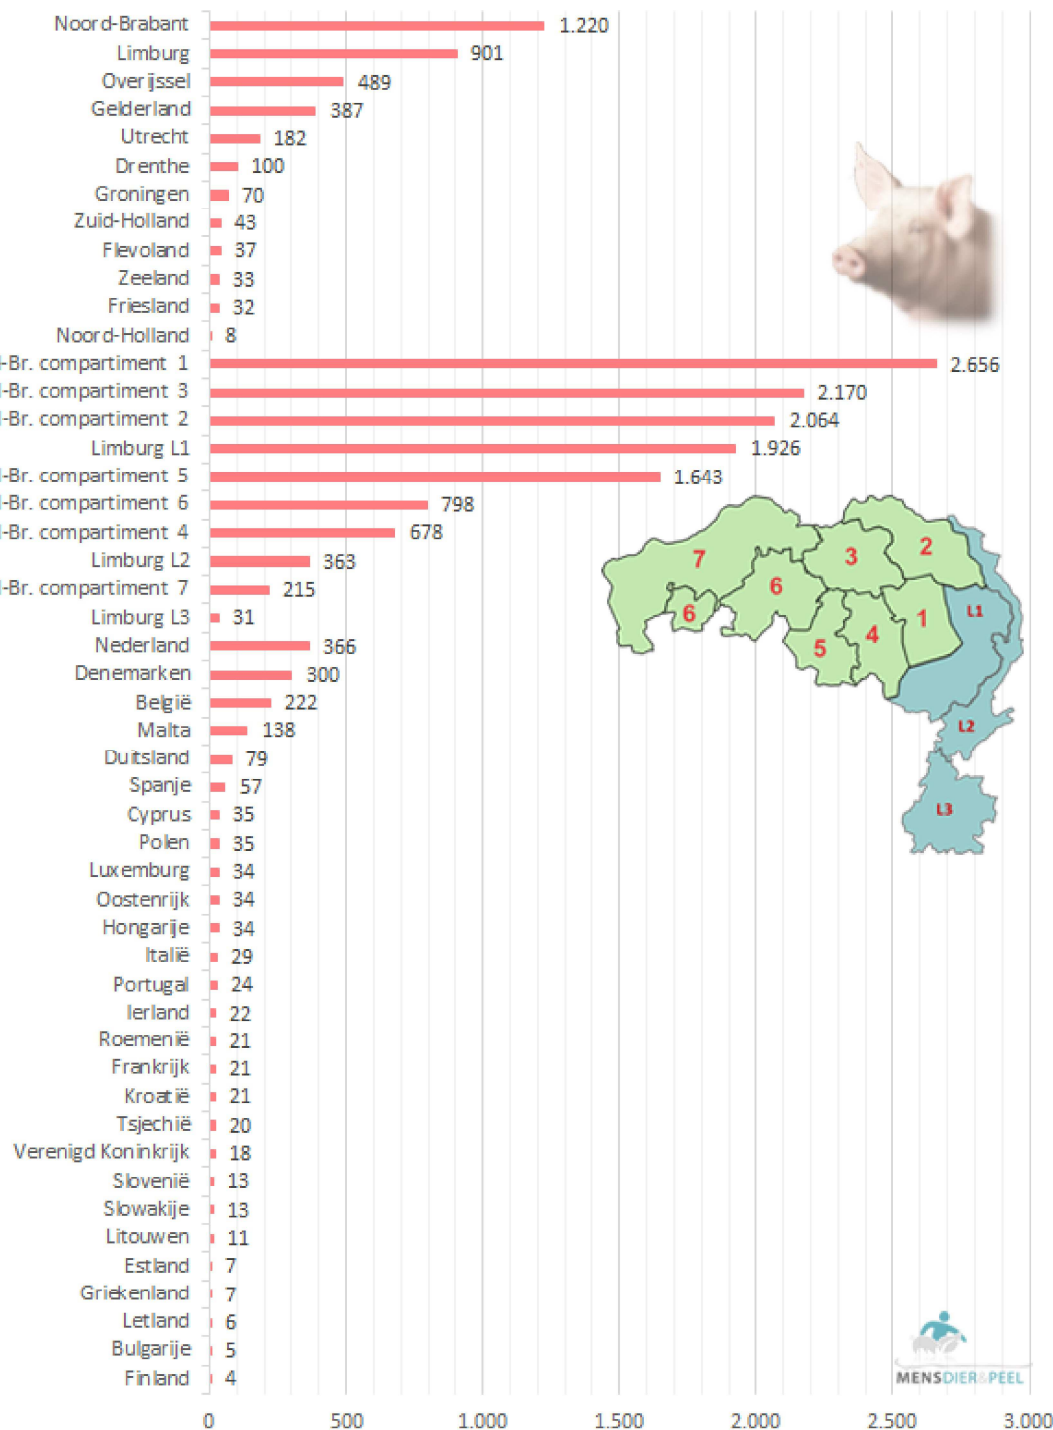 Noord-Brabant 1.220
Limburg 901
Overijssel 489
Gelderland 387
Utrecht 182
Drenthe 100
Groningen 70
Zuid-Holland 43
Flevoland 37
Zeeland 33
Friesland 32
Noord-Holland 8
-Br. compartiment 1 2.656
-Br. compartiment 3 2.170
-Br. compartiment 2 2.064
Limburg L1 1.926
-Br. compartiment 5 1.643
-Br. compartiment 6 798
-Br. compartiment 4 678
Limburg L2 363
-Br. compartiment 7 215
Limburg L3 31
Nederland 366
Denemarken 300
België 222
Malta 138
Duitsland 79
Spanje 57
Cyprus 35
Polen 35
Luxemburg 34
Oostenrijk 34
Hongarije 34
Italië 29
Portugal 24
Ierland 22
Roemenië 21
Frankrijk 21
Kroatië 21
Tsjechië 20
Verenigd Koninkrijk 18
Slovenië 13
Slowakije 13
Litouwen 11
Estland 7
Griekenland 7
Letland 6
Bulgarije 5
Finland 4
0 500 1.000 1.500 2.000 2.500 3.000
7
3
2
6
6
1
L1
5
4
L2
L3
MENSDIER&PEEL